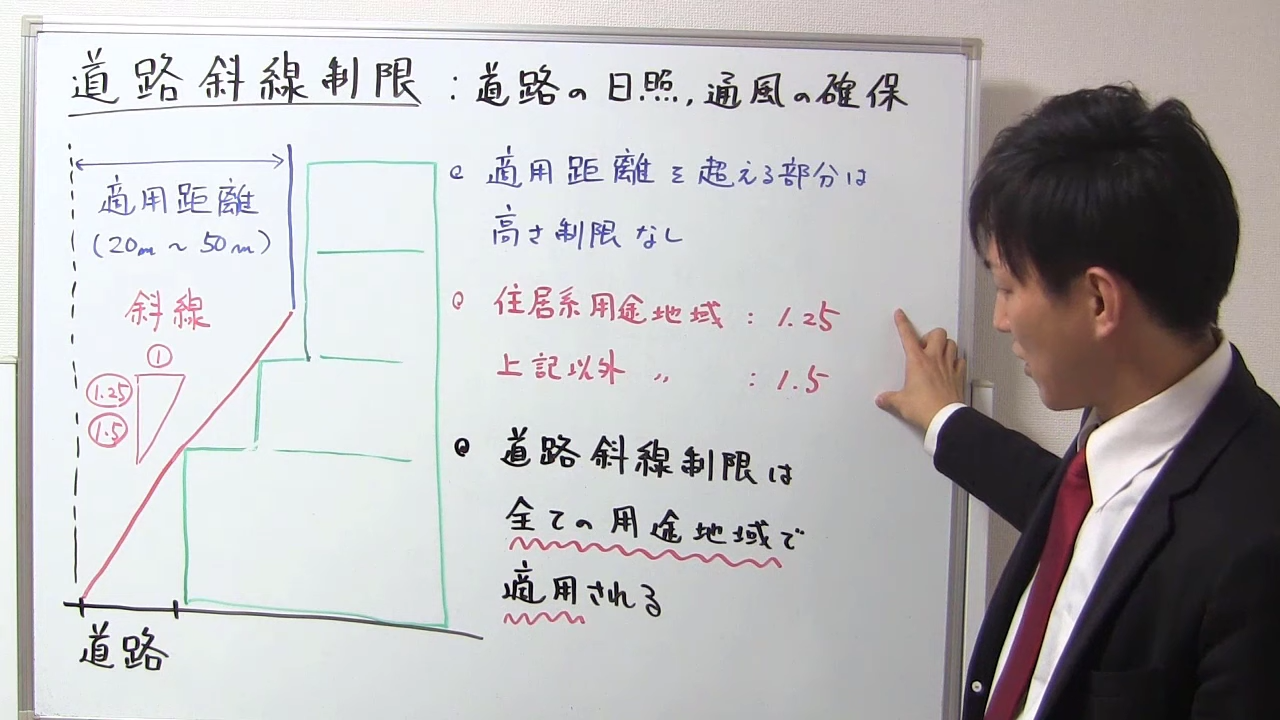 道路斜線制限：道路の日照,通風の確保
適用距離
(20m～50m)
斜線
1
1.25
1.5
道路
適用距離を超える部分は
高さ制限なし
住居系用途地域：1.25
上記以外 〃 ：1.5
道路斜線制限は
全ての用途地域で
適用される